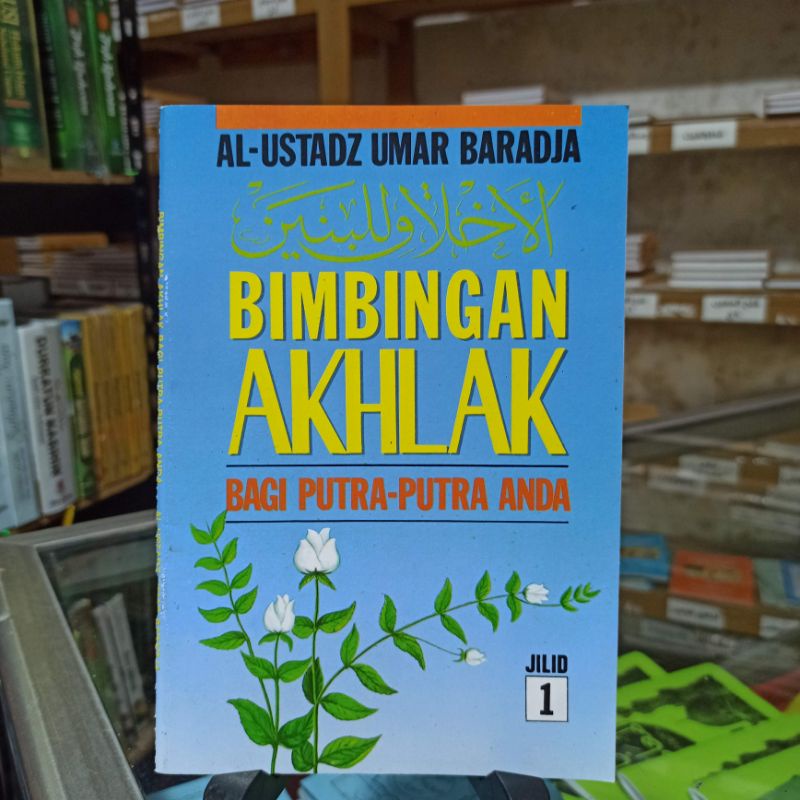 AL-USTADZ UMAR BARADJA
الأخلاق للبنين
BIMBINGAN
AKHLAK
BAGI PUTRA-PUTRA ANDA
JILID
1